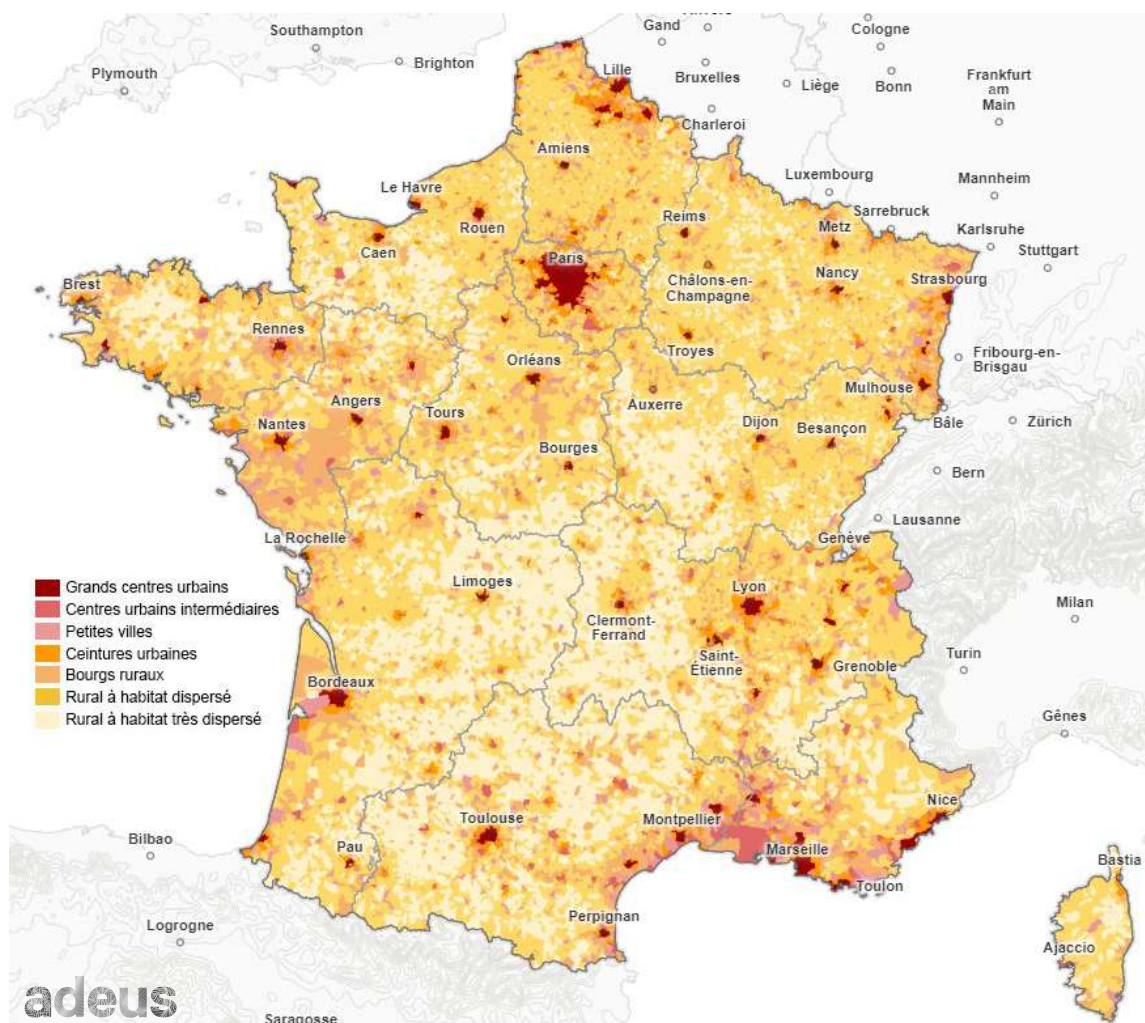 Southampton
Brighton
Plymouth
Gand
Bruxelles
Liège
Cologne
Bonn
Frankfurt
am
Main
Lille
Charleroi
Amiens
Luxembourg
Mannheim
Le Havre
Rouen
Reims
Metz
Sarrebruck
Karlsruhe
Stuttgart
Caen
Paris
Châlons-en-
Champagne
Nancy
Strasbourg
Brest
Rennes
Orléans
Troyes
Fribourg-en-
Brisgau
Mulhouse
Auxerre
Angers
Tours
Nantes
Dijon
Besançon
Bâle
Zürich
Bourges
Bern
Lausanne
La Rochelle
Genève
Limoges
Lyon
Clermont-
Ferrand
Milan
Saint-
Étienne
Grenoble
Turin
Bordeaux
Gênes
Grands centres urbains
Centres urbains intermédiaires
Petites villes
Ceintures urbaines
Bourgs ruraux
Rural à habitat dispersé
Rural à habitat très dispersé
Nice
Toulouse
Montpellier
Bilbao
Pau
Marseille
Toulon
Bastia
Perpignan
Logrogne
Ajaccio
adeus
Saragosse